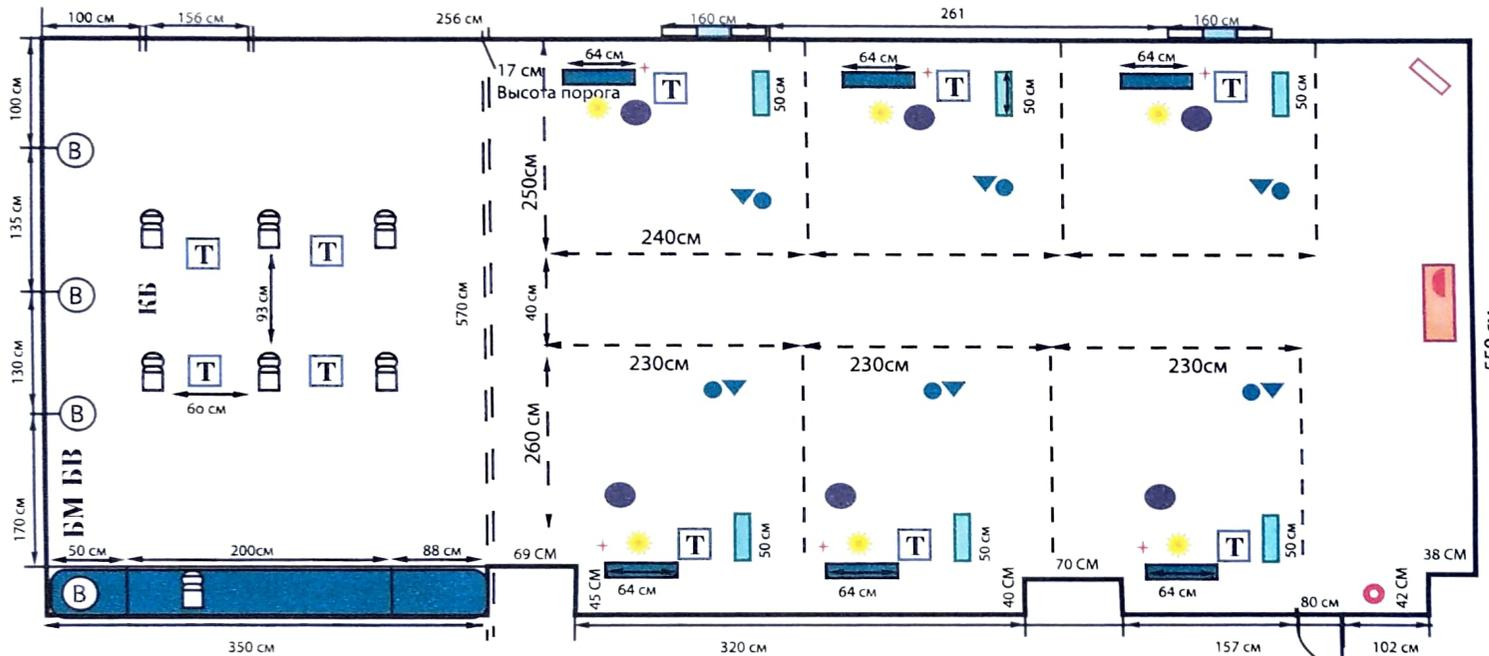 100 см
156 см
256 см
160 см
261
160 см
64 см
17 см
Высота порога
Т
50 см
64 см
Т
50 см
64 см
Т
50 см
100 см
В
250см
135 см
Т
Т
240см
В
КБ
93 см
570 см
40 см
130 см
Т
Т
60 см
230см
230см
230см
В
БМ БВ
260 см
170 см
Т
50 см
Т
50 см
Т
50 см
50 см
200см
88 см
69 СМ
70 СМ
38 СМ
В
45 СМ
64 см
64 см
40 СМ
64 см
80 см
42 СМ
350 см
320 см
157 см
102 см